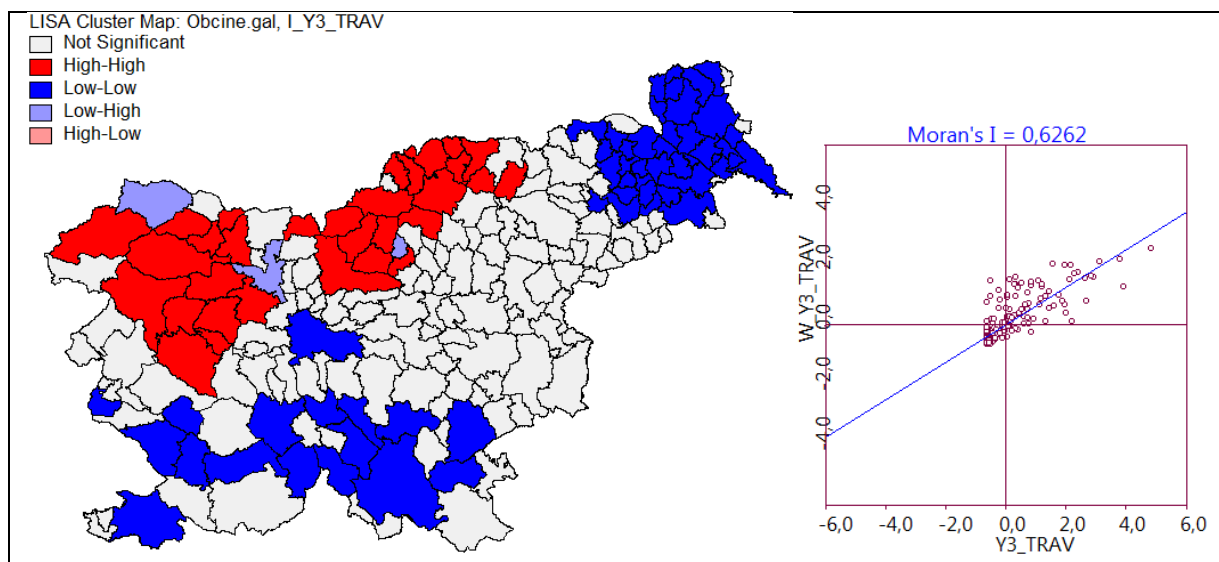 LISA Cluster Map: Obcine.gal, I_Y3_TRAV
Not Significant
High-High
Low-Low
Low-High
High-Low
Moran's I = 0,6262
W_Y3_TRAV
4,0
2,0
0,0
-2,0
-4,0
-6,0 -4,0 -2,0 0,0 2,0 4,0 6,0
Y3_TRAV